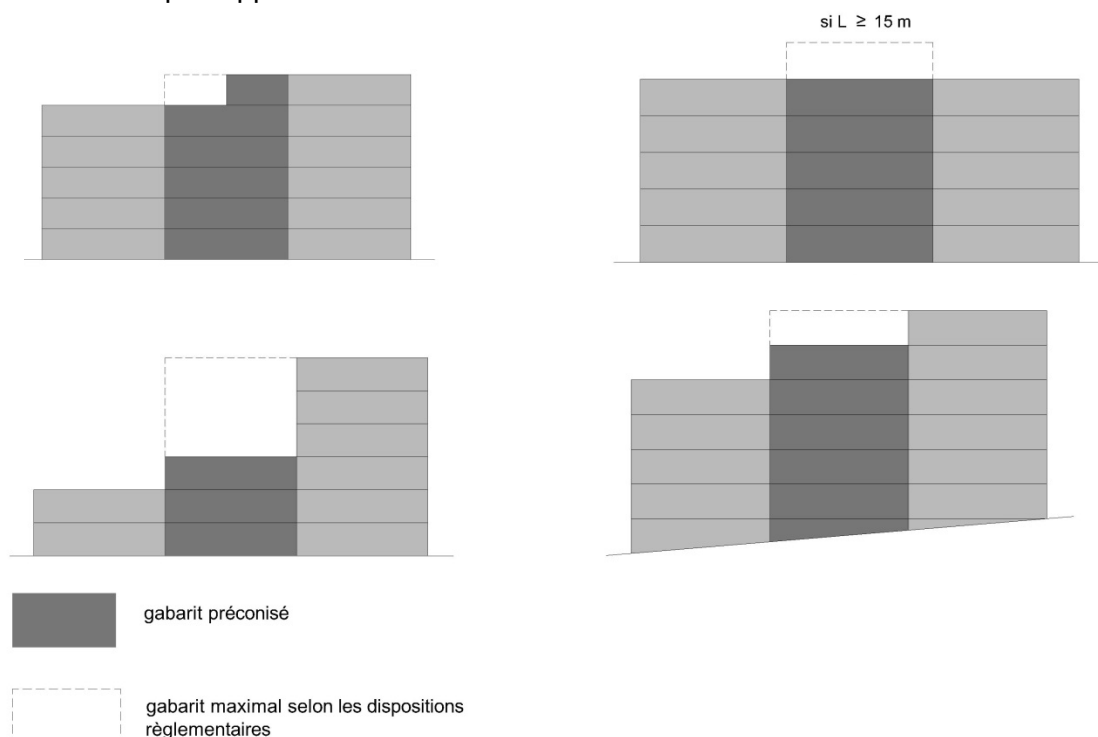 si L ≥ 15 m
gabarit préconisé
gabarit maximal selon les dispositions
règlementaires